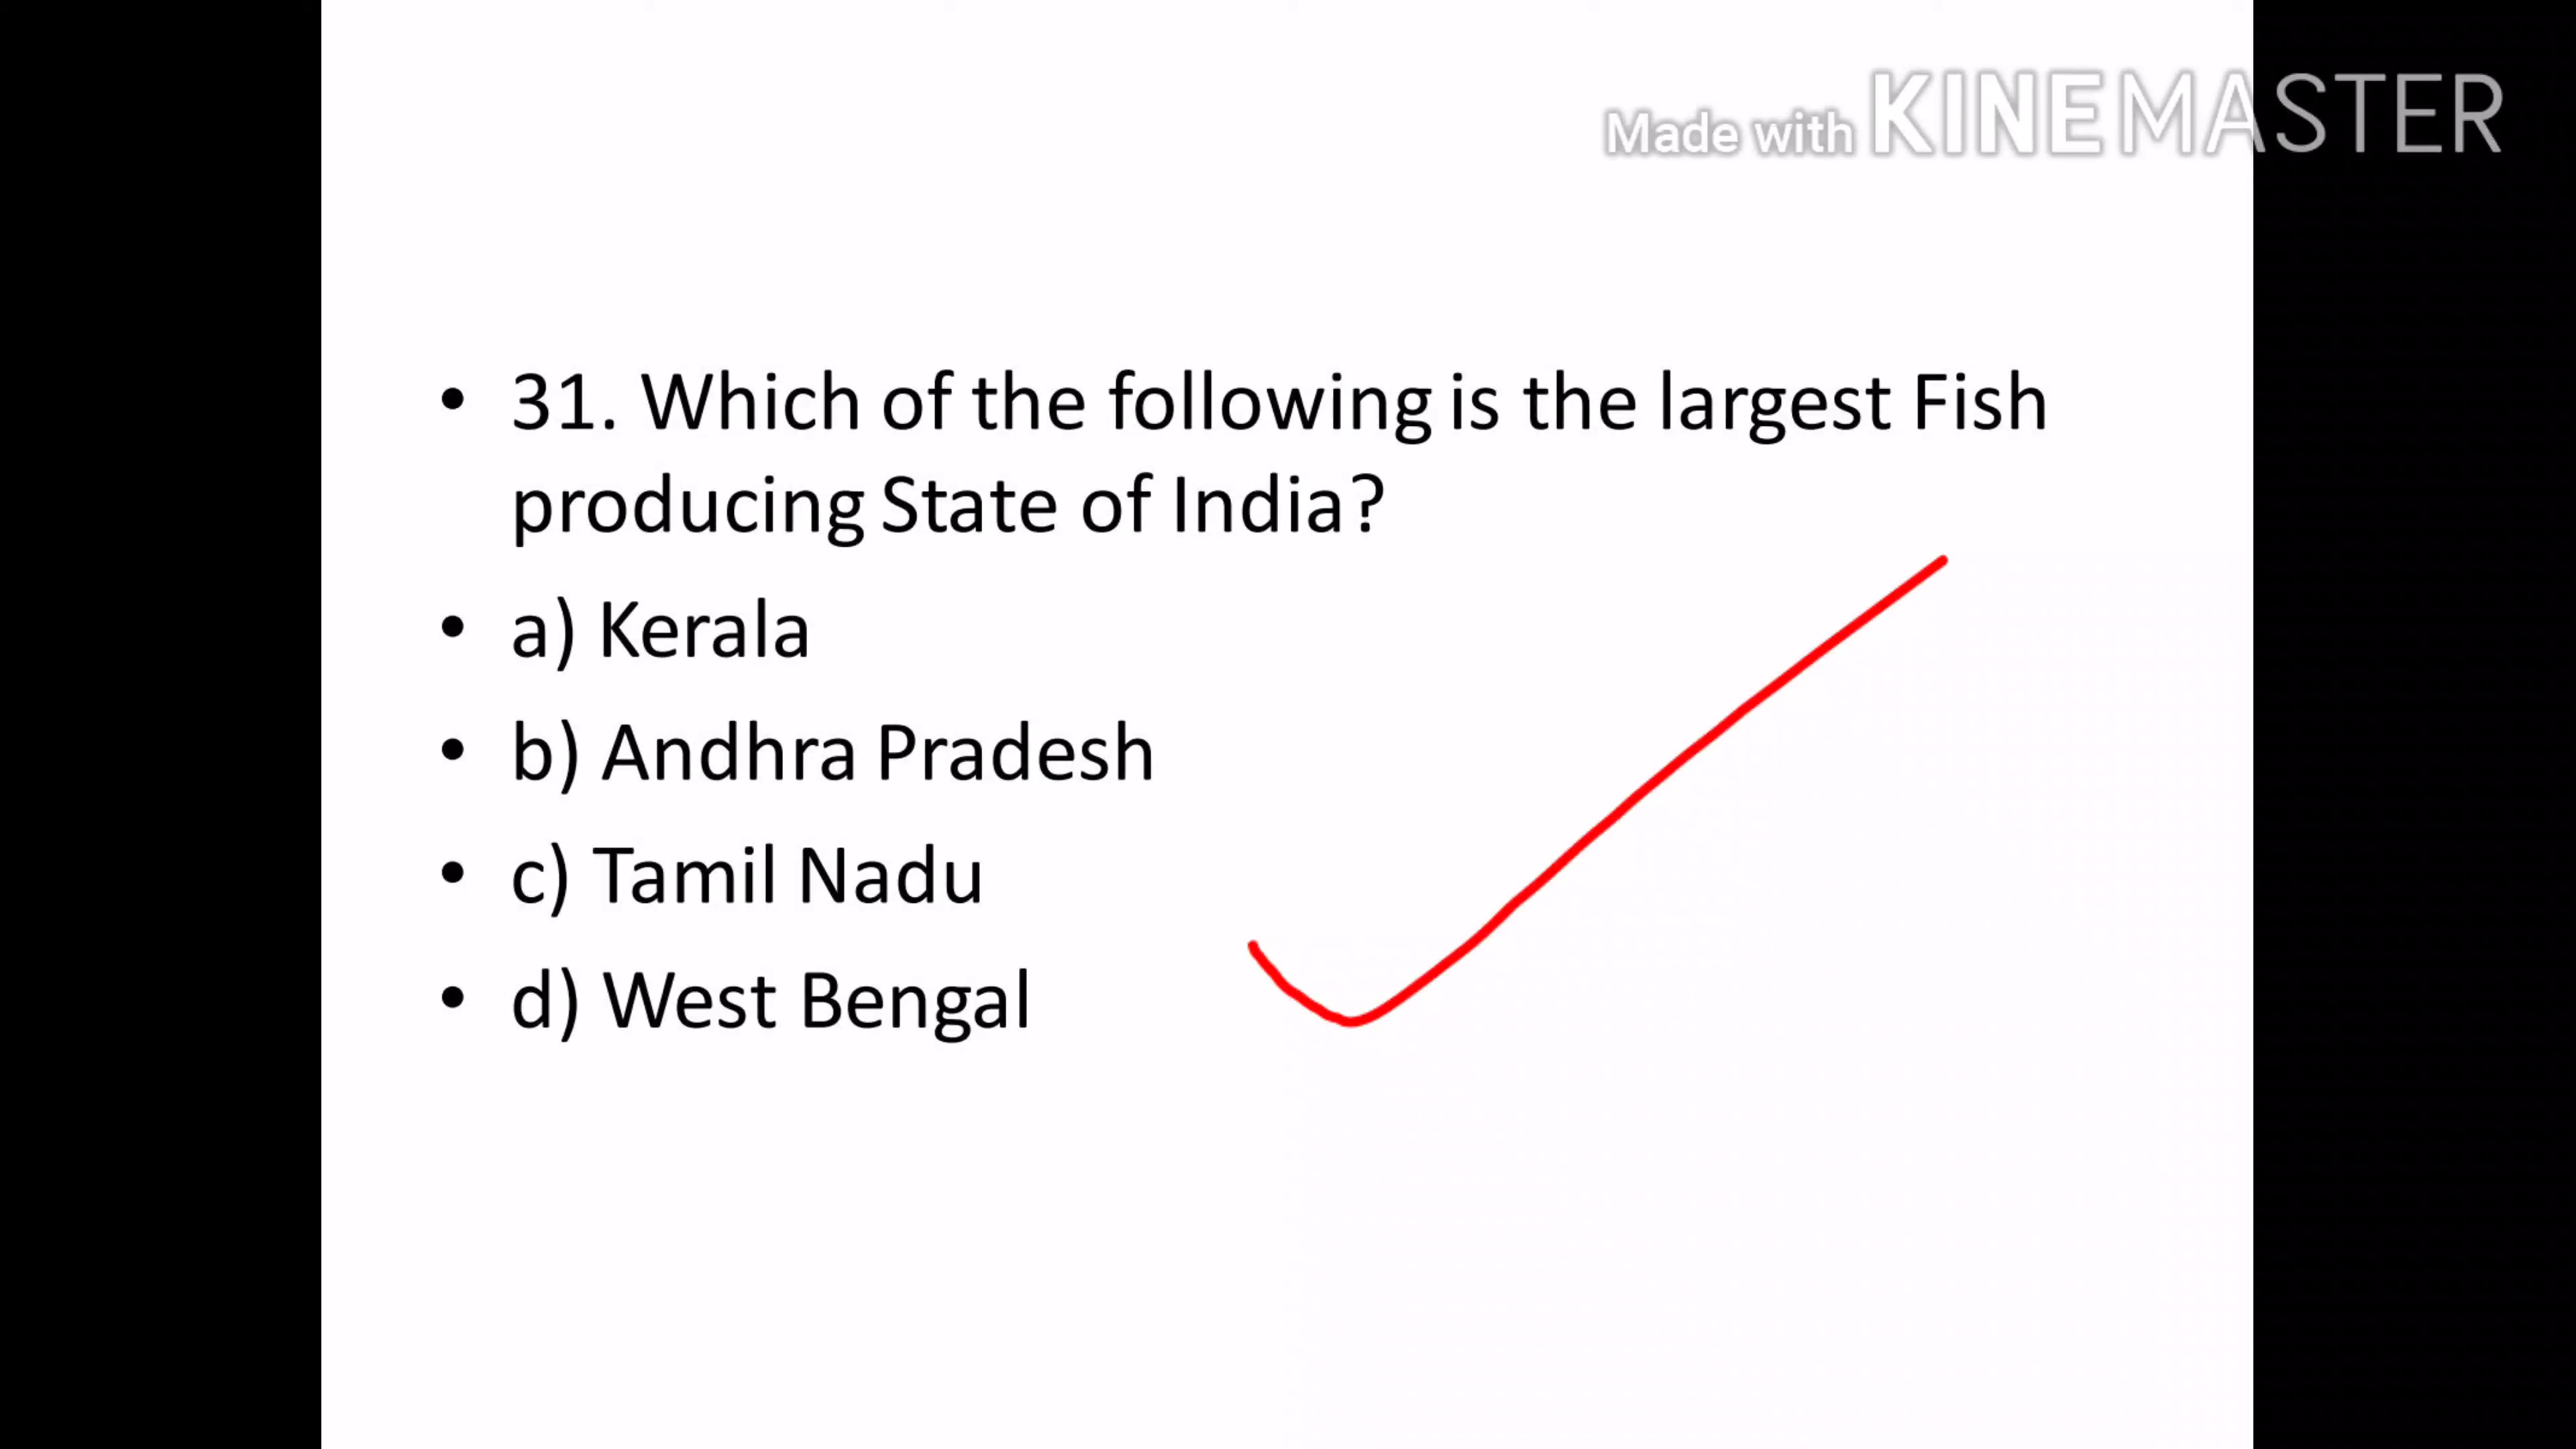 Made with KINEMASTER
• 31. Which of the following is the largest Fish
producing State of India?
• a) Kerala
• b) Andhra Pradesh
• c) Tamil Nadu
• d) West Bengal